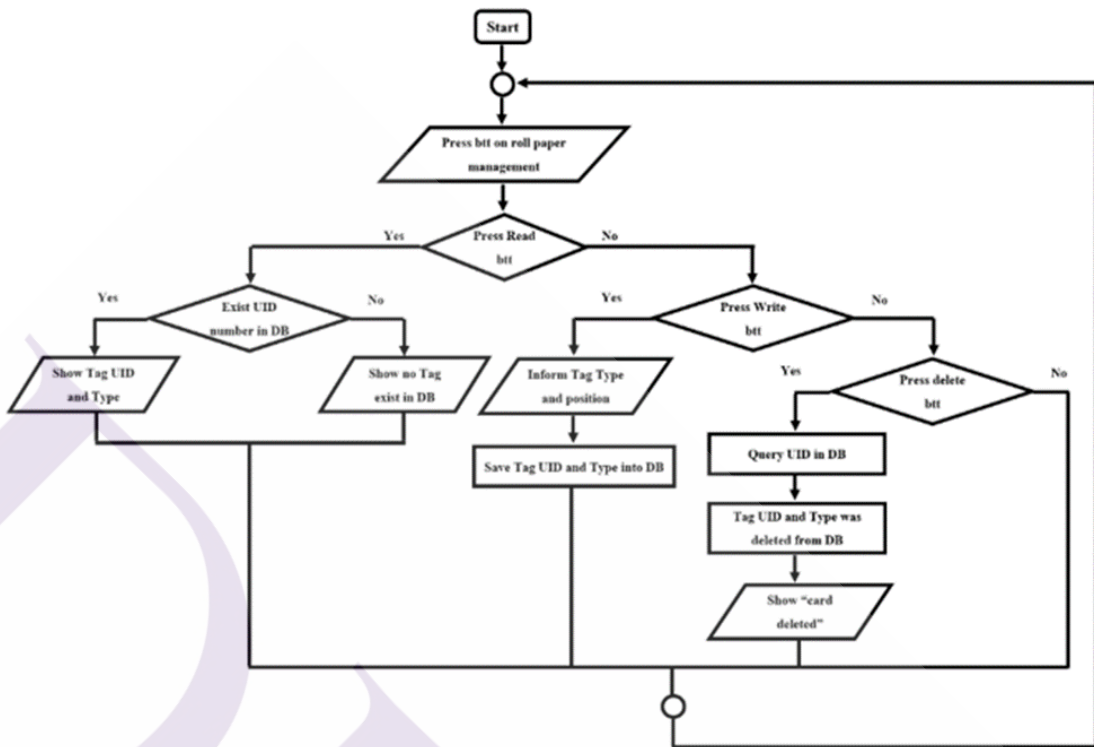 Start
Press btt on roll paper
management
Yes
Press Read
btt
No
Yes
Exist UID
number in DB
No
Yes
Press Write
btt
No
Show Tag UID
and Type
Show no Tag
exist in DB
Inform Tag Type
and position
Yes
Press delete
btt
No
Save Tag UID and Type into DB
Query UID in DB
Tag UID and Type was
deleted from DB
Show “card
deleted”